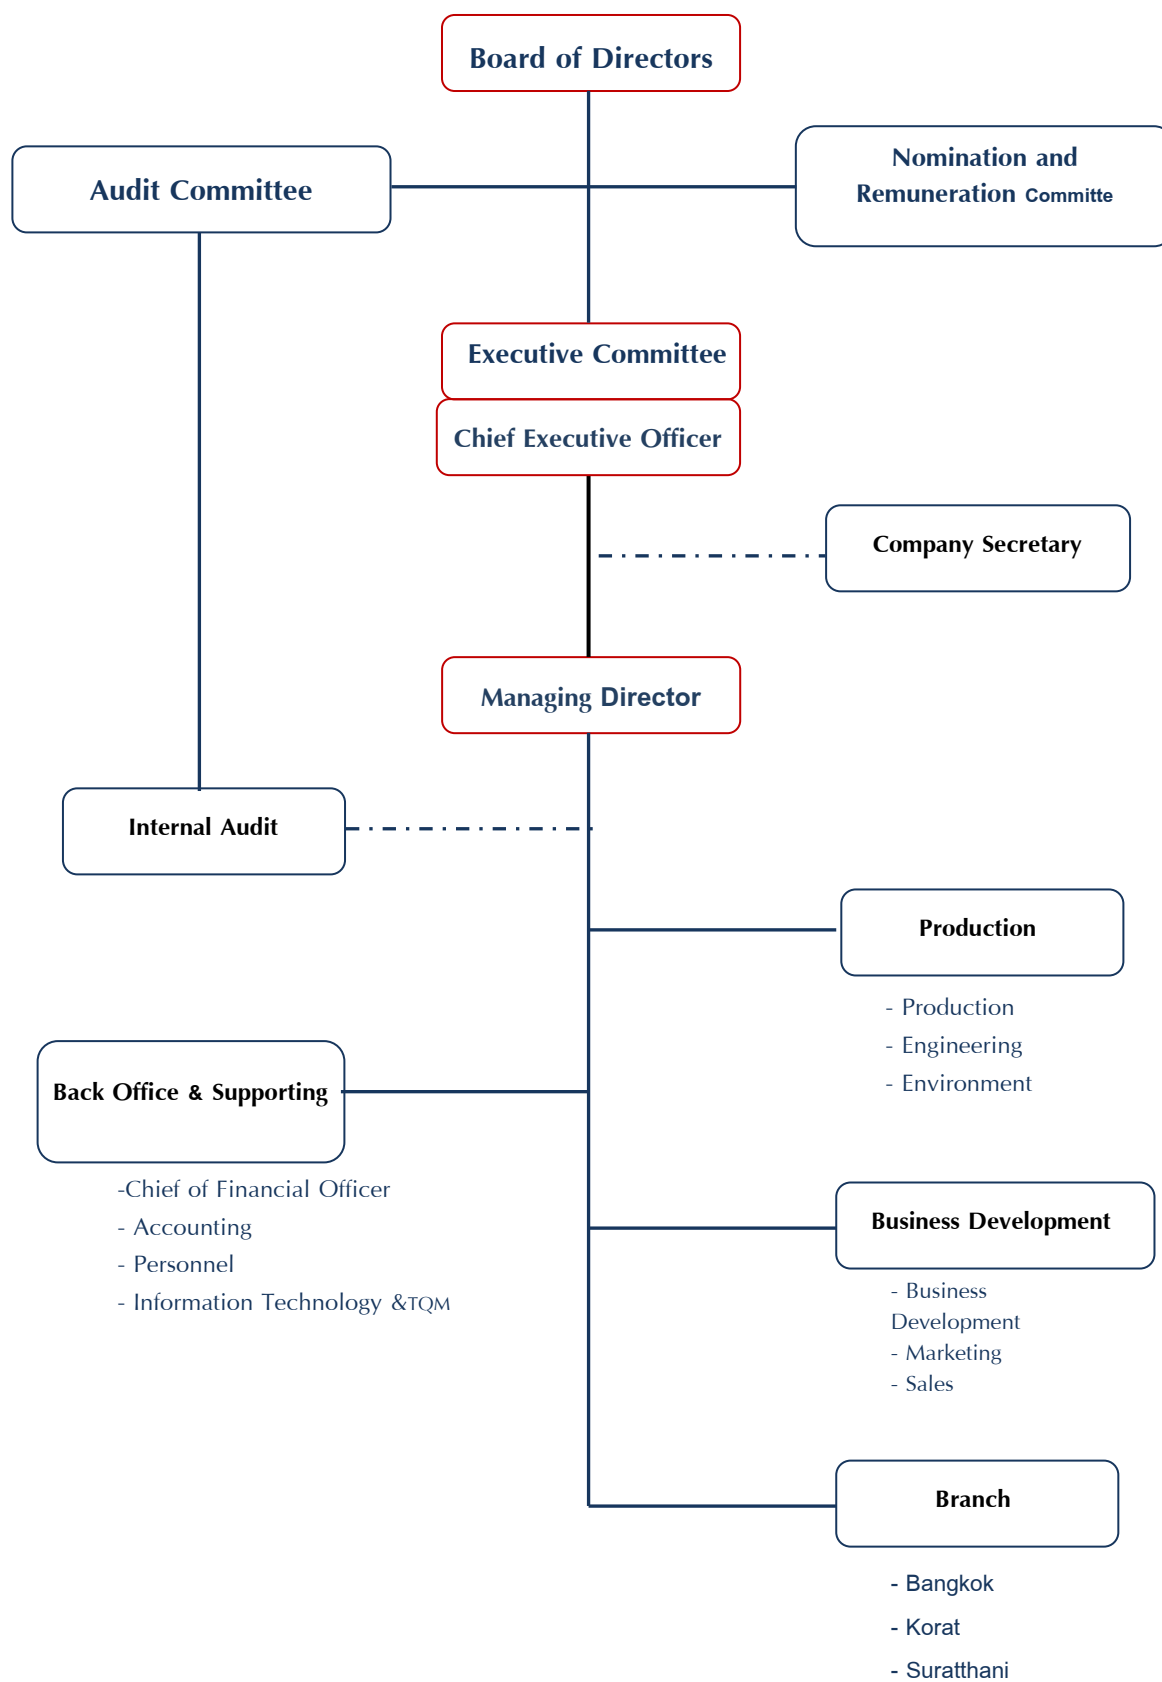 Board of Directors
Audit Committee
Nomination and
Remuneration Committe
Executive Committee
Chief Executive Officer
Company Secretary
Managing Director
Internal Audit
Production
- Production
- Engineering
- Environment
Back Office & Supporting
-Chief of Financial Officer
- Accounting
- Personnel
- Information Technology &TQM
Business Development
- Business
Development
- Marketing
- Sales
Branch
- Bangkok
- Korat
- Suratthani